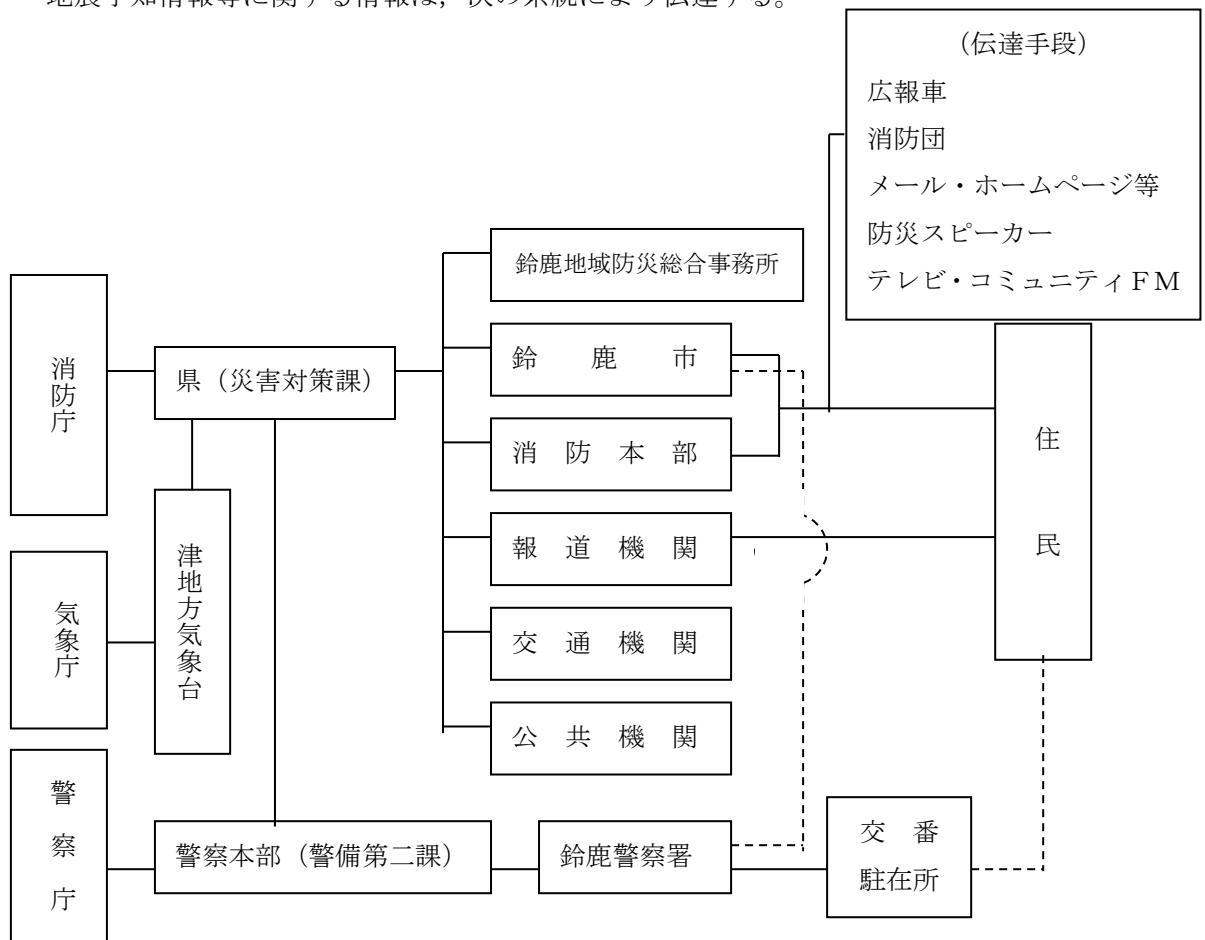 地震予知情報等に関する情報は，次の系統により伝達する。
（伝達手段）
広報車
消防団
メール・ホームページ等
防災スピーカー
テレビ・コミュニティＦＭ
鈴鹿地域防災総合事務所
消防庁
県（災害対策課）
鈴　鹿　市
消　防　本　部
住民
報　道　機　関
津地方気象台
気象庁
交　通　機　関
公　共　機　関
警察庁
警察本部（警備第二課）
鈴鹿警察署
交　番
駐在所